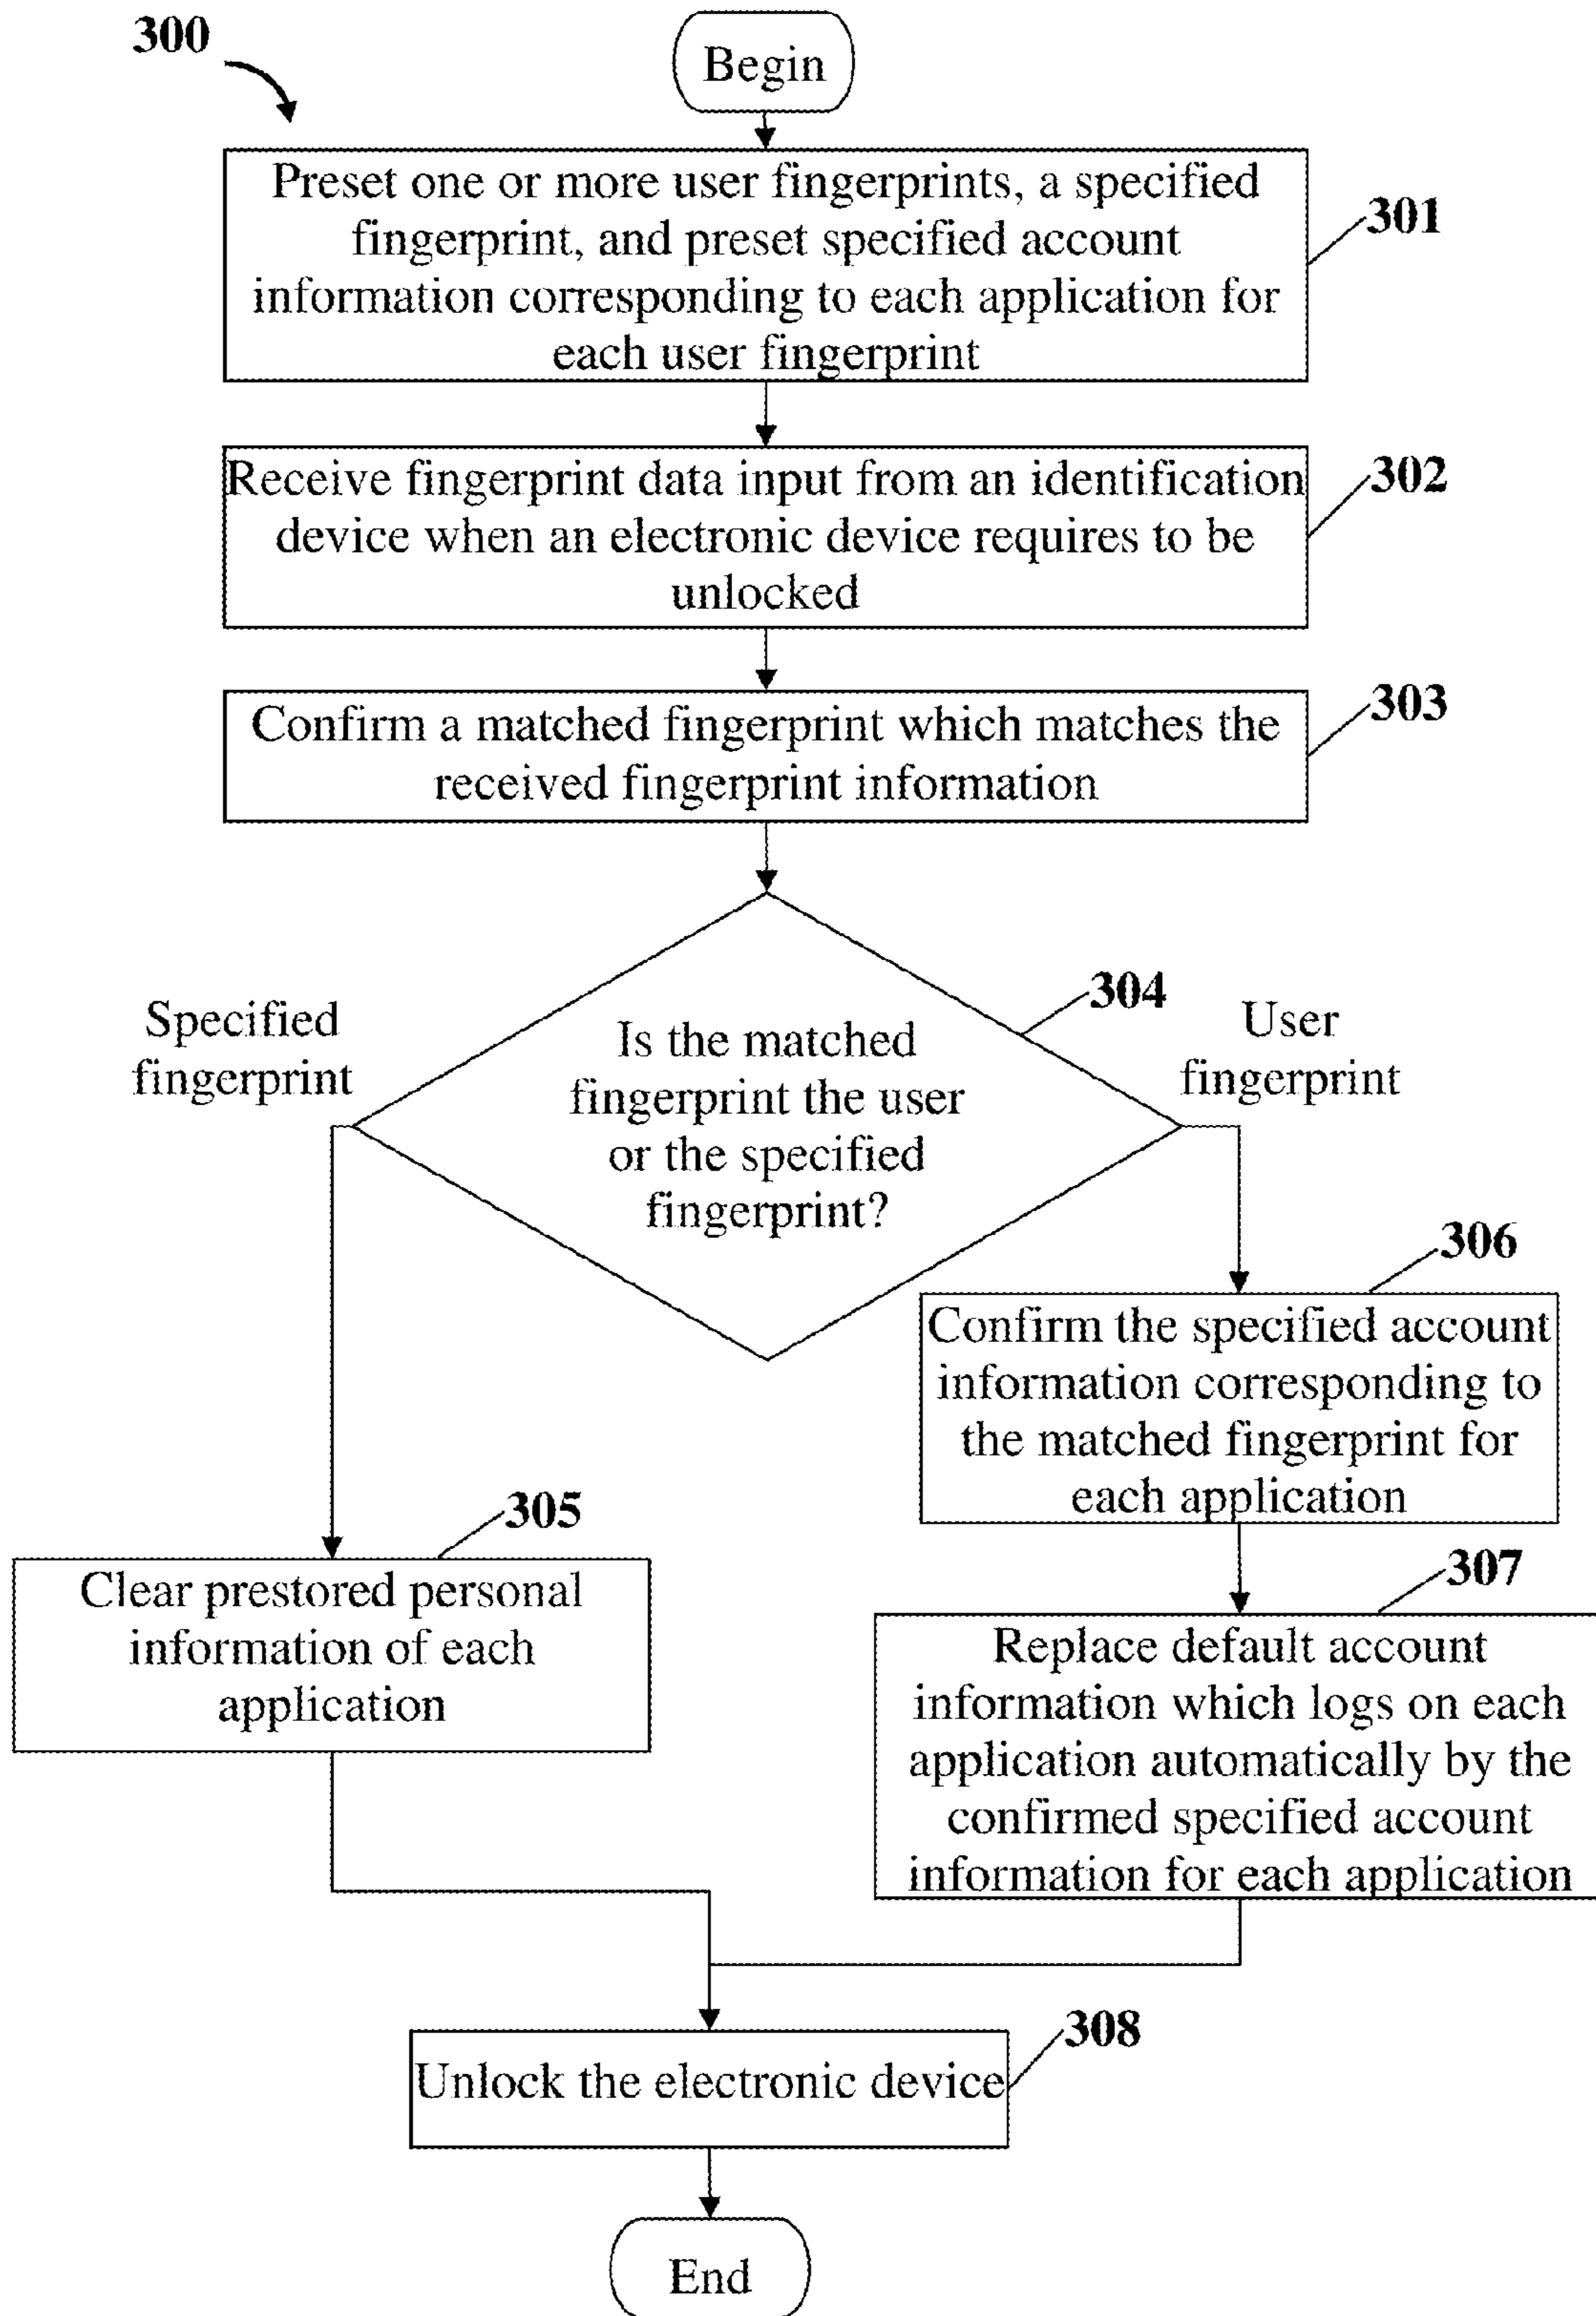 300
Begin
Preset one or more user fingerprints, a specified
fingerprint, and preset specified account
information corresponding to each application for
each user fingerprint
301
Receive fingerprint data input from an identification
device when an electronic device requires to be
unlocked
302
Confirm a matched fingerprint which matches the
received fingerprint information
303
304
Specified
fingerprint
Is the matched
fingerprint the user
or the specified
fingerprint?
User
fingerprint
306
Confirm the specified account
information corresponding to
the matched fingerprint for
each application
305
Clear prestored personal
information of each
application
307
Replace default account
information which logs on each
application automatically by the
confirmed specified account
information for each application
308
Unlock the electronic device
End